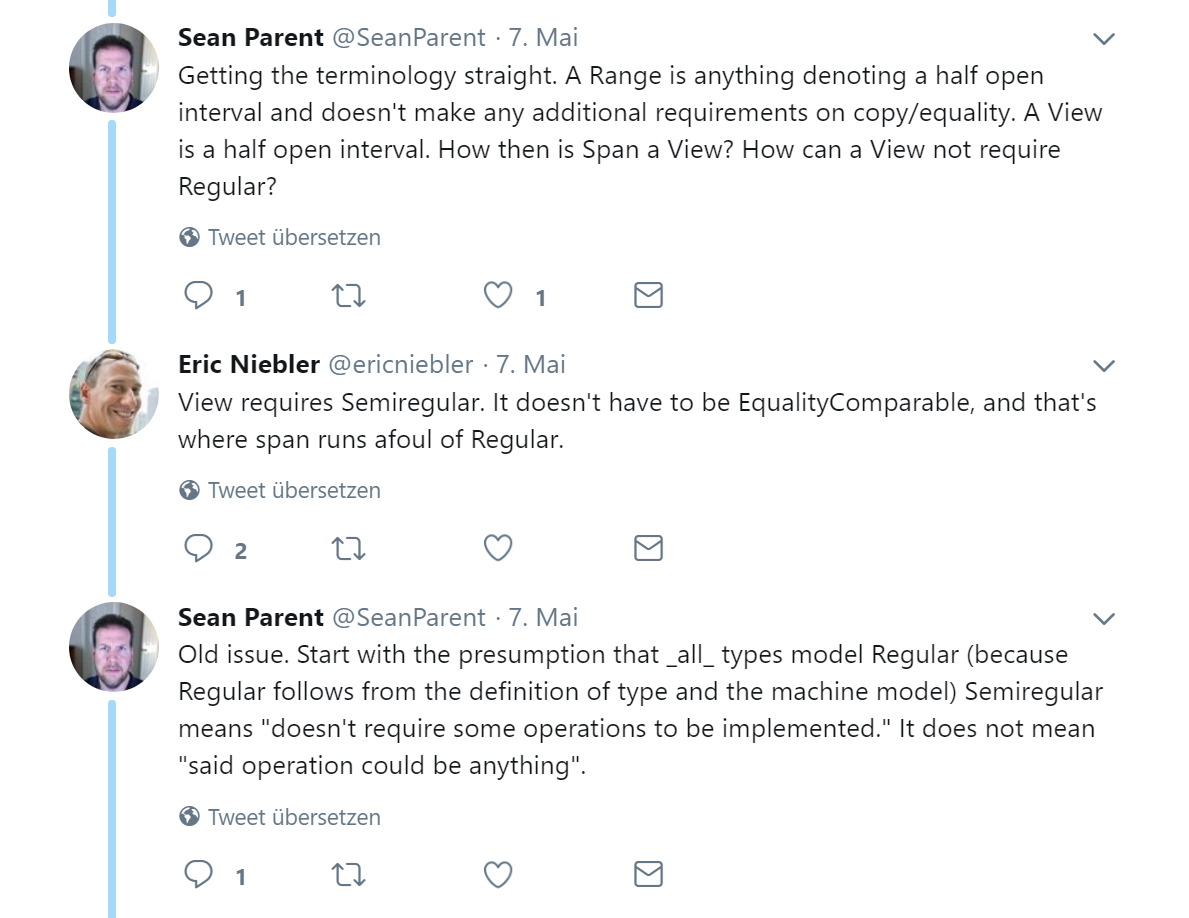 Sean Parent @SeanParent · 7. Mai
Getting the terminology straight. A Range is anything denoting a half open
interval and doesn't make any additional requirements on copy/equality. A View
is a half open interval. How then is Span a View? How can a View not require
Regular?
Tweet übersetzen
1 1
Eric Niebler @ericniebler · 7. Mai
View requires Semiregular. It doesn't have to be EqualityComparable, and that's
where span runs afoul of Regular.
Tweet übersetzen
2
Sean Parent @SeanParent · 7. Mai
Old issue. Start with the presumption that _all_ types model Regular (because
Regular follows from the definition of type and the machine model) Semiregular
means "doesn't require some operations to be implemented." It does not mean
"said operation could be anything".
Tweet übersetzen
1